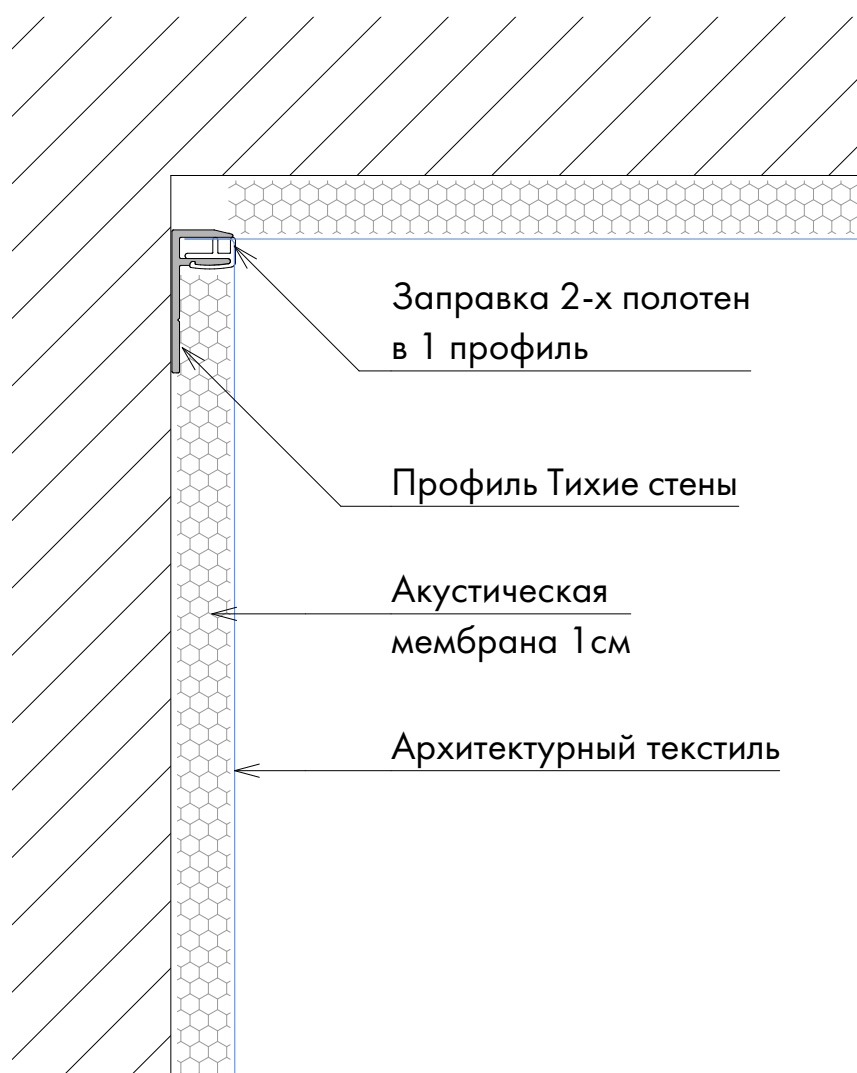 Заправка 2-х полотен
в 1 профиль
Профиль Тихие стены
Акустическая
мембрана 1см
Архитектурный текстиль